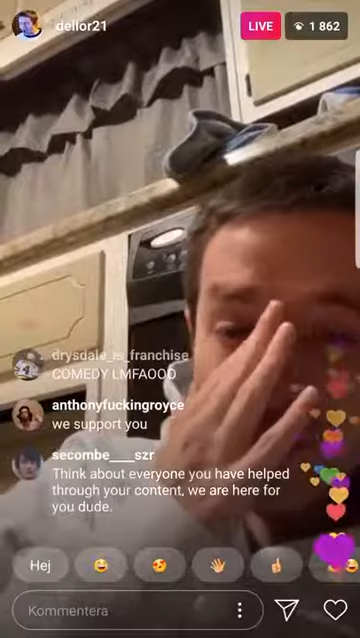 dellor21
LIVE
1 862
drysdale_is_franchise
COMEDY LMFAOOO
anthonyfuckingroyce
we support you
secombe____szr
Think about everyone you have helped
through your content, we are here for
you dude.
Hej
Kommentera